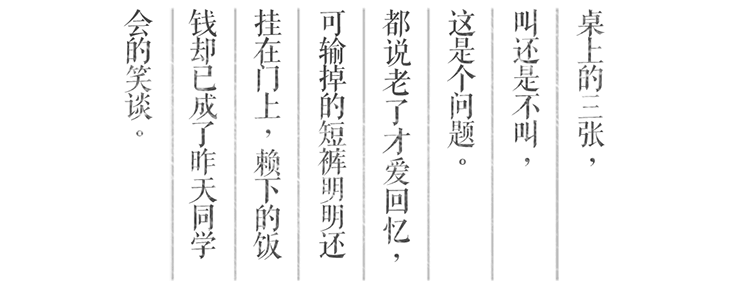 桌上的三张，
叫还是不叫，
这是个问题。
都说老了才爱回忆，
可输掉的短裤明明还
挂在门上，赖下的饭
钱却已成了昨天同学
会的笑谈。